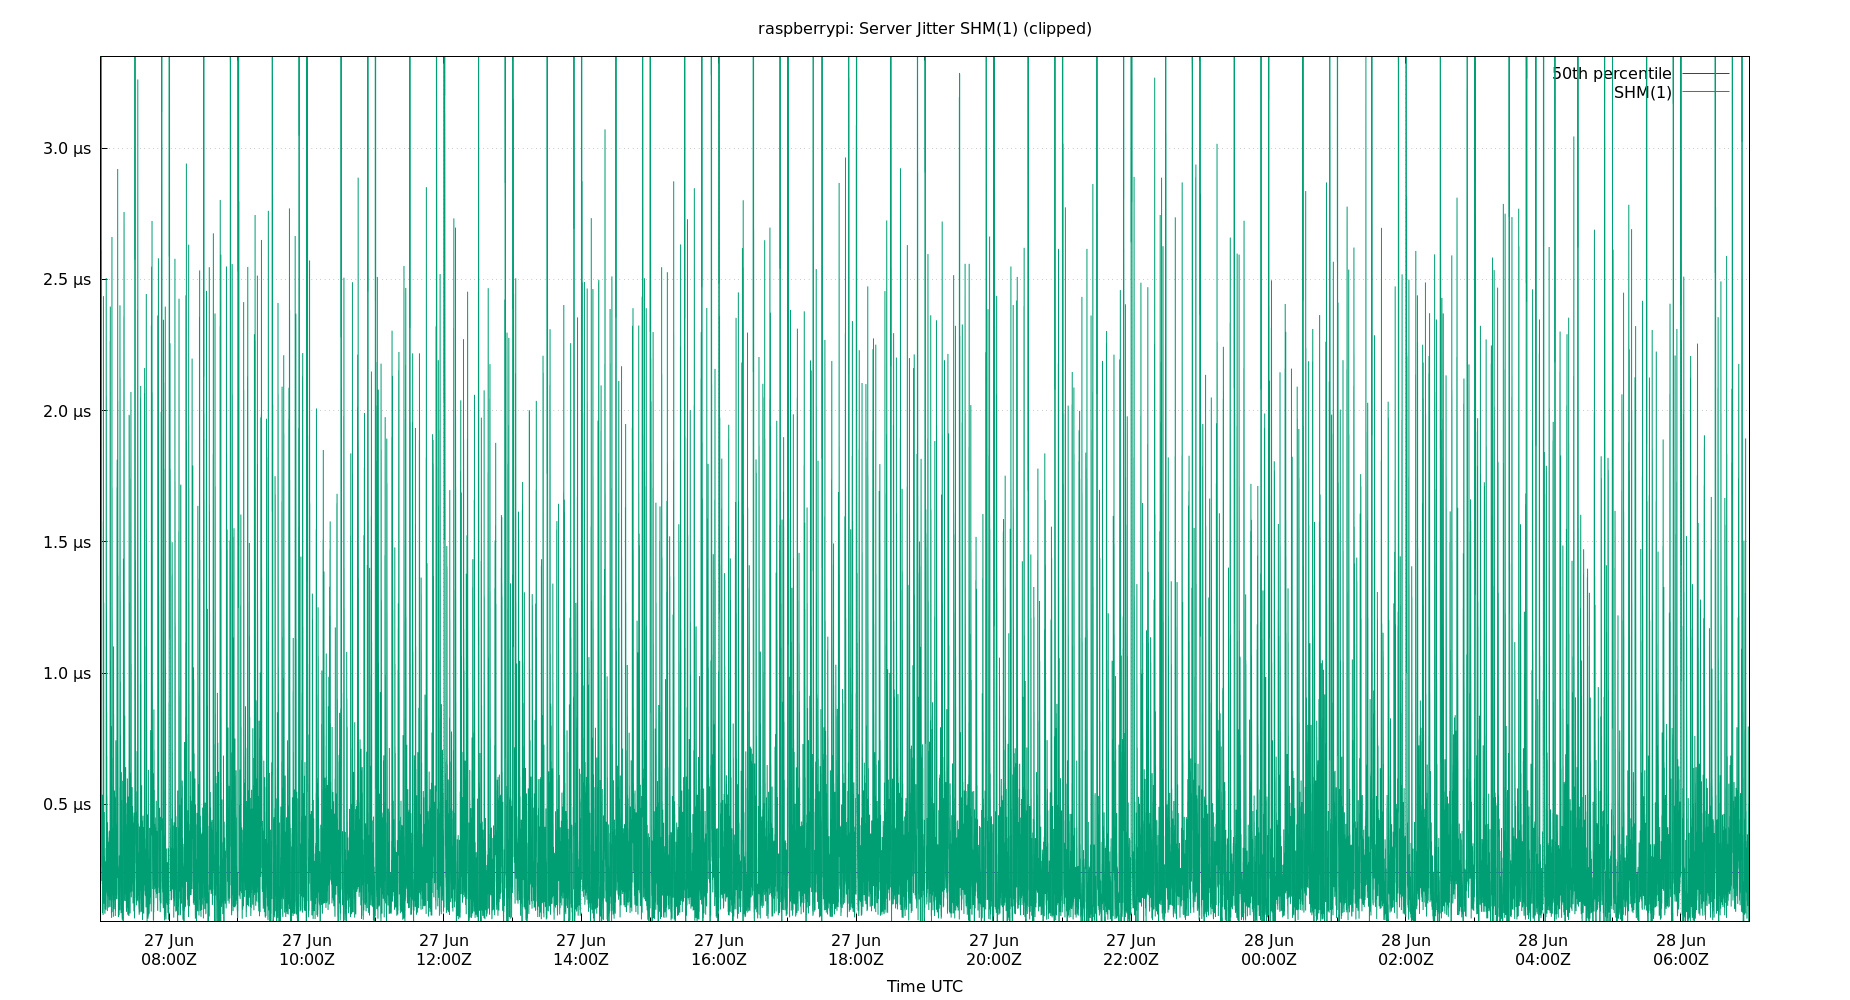 raspberrypi: Server Jitter SHM(1) (clipped)
50th percentile
SHM(1)
3.0 µs
2.5 µs
2.0 µs
1.5 µs
1.0 µs
0.5 µs
27 Jun 27 Jun 27 Jun 27 Jun 27 Jun 27 Jun 27 Jun 27 Jun 28 Jun 28 Jun 28 Jun 28 Jun
08:00Z 10:00Z 12:00Z 14:00Z 16:00Z 18:00Z 20:00Z 22:00Z 00:00Z 02:00Z 04:00Z 06:00Z
Time UTC